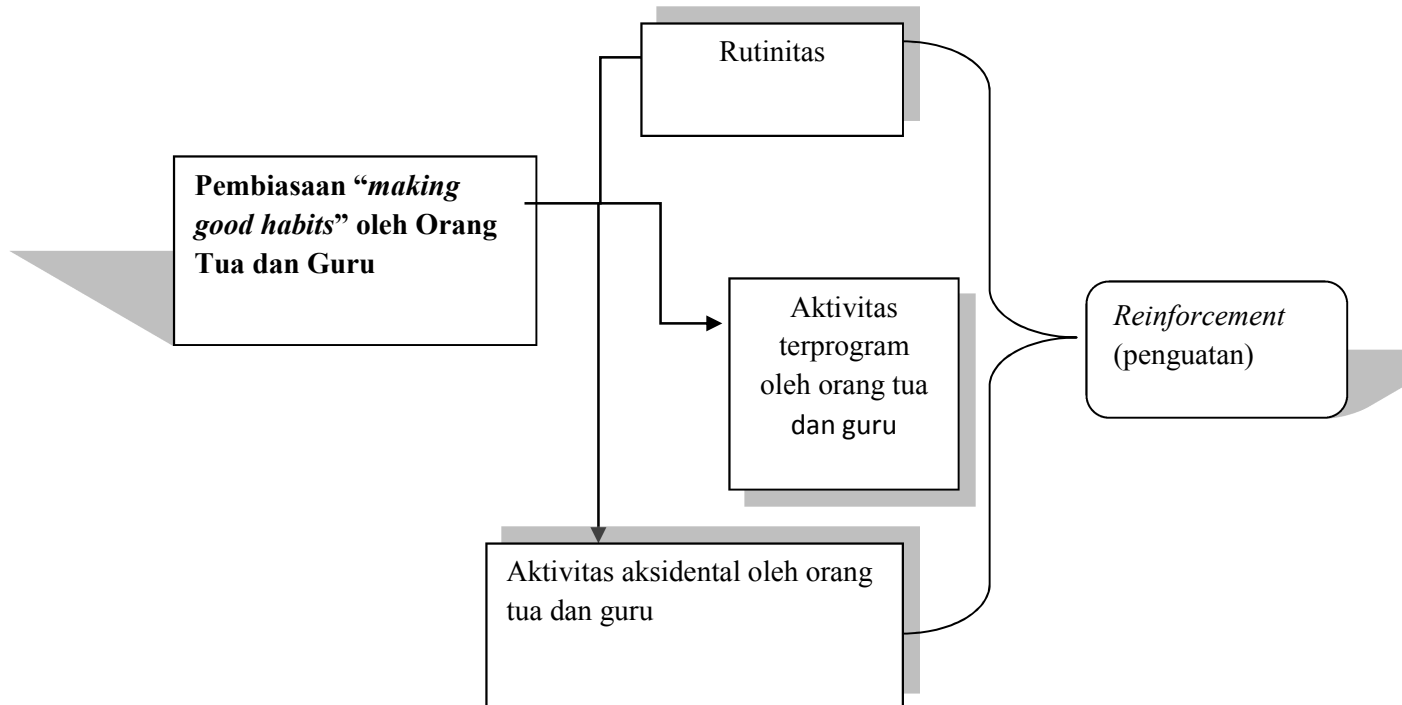 Rutinitas
Pembiasaan “making
good habits” oleh Orang
Tua dan Guru
Aktivitas
terprogram
oleh orang tua
dan guru
Reinforcement
(penguatan)
Aktivitas aksidental oleh orang
tua dan guru